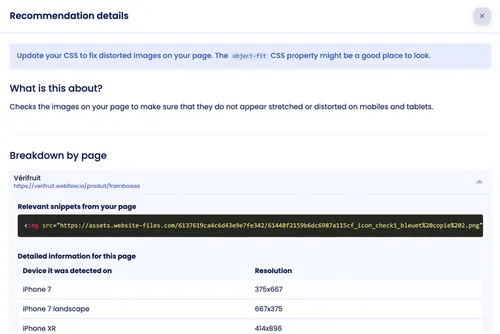 Recommendation details
Update your CSS to fix distorted images on your page. The object-fit CSS property might be a good place to look.
What is this about?
Checks the images on your page to make sure that they do not appear stretched or distorted on mobiles and tablets.
Breakdown by page
Vérifruit
https://verifruit.webflow.io/produit/framboises
Relevant snippets from your page
<img src="https://assets.website-files.com/6137619ca4c6d43e9e7fe342/61448f2159b6dc6987a115cf_icon_check1_bleuet%20copie%202.png"
Detailed information for this page
Device it was detected on Resolution
iPhone 7 375x667
iPhone 7 landscape 667x375
iPhone XR 414x896